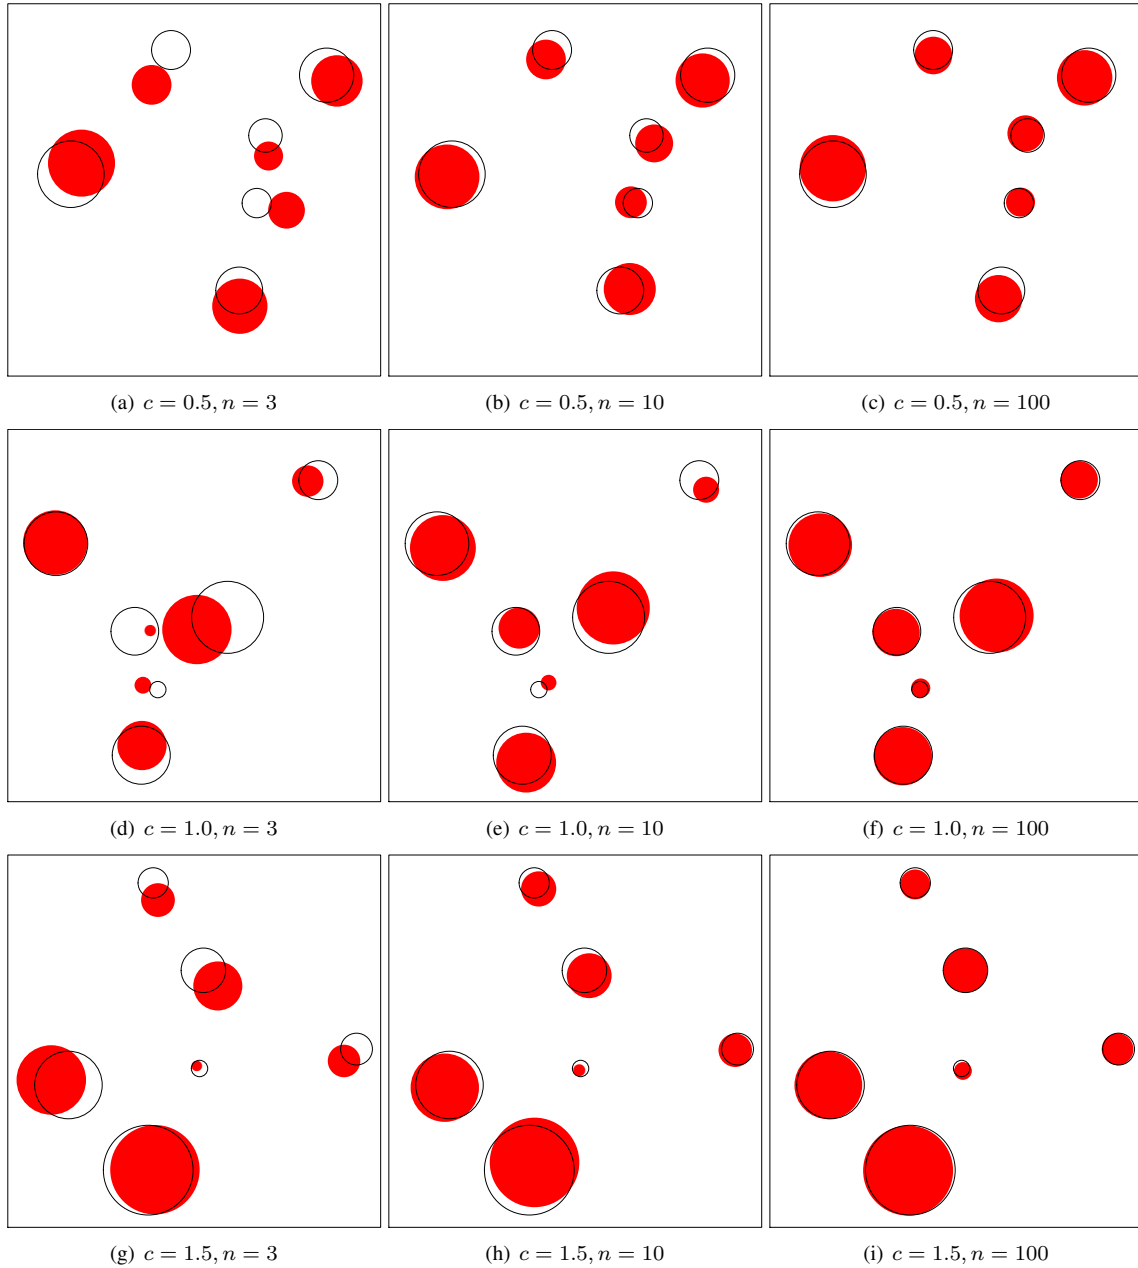 (a) c = 0.5, n = 3
(b) c = 0.5, n = 10
(c) c = 0.5, n = 100
(d) c = 1.0, n = 3
(e) c = 1.0, n = 10
(f) c = 1.0, n = 100
(g) c = 1.5, n = 3
(h) c = 1.5, n = 10
(i) c = 1.5, n = 100